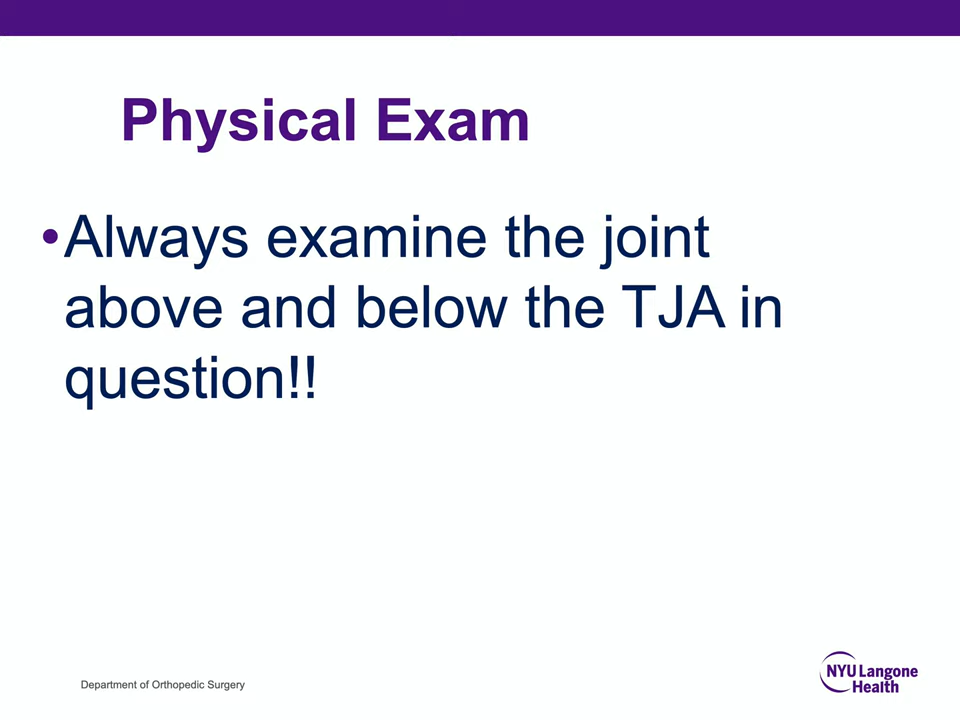 Physical Exam
•Always examine the joint
above and below the TJA in
question!!
Department of Orthopedic Surgery
NYU Langone
Health